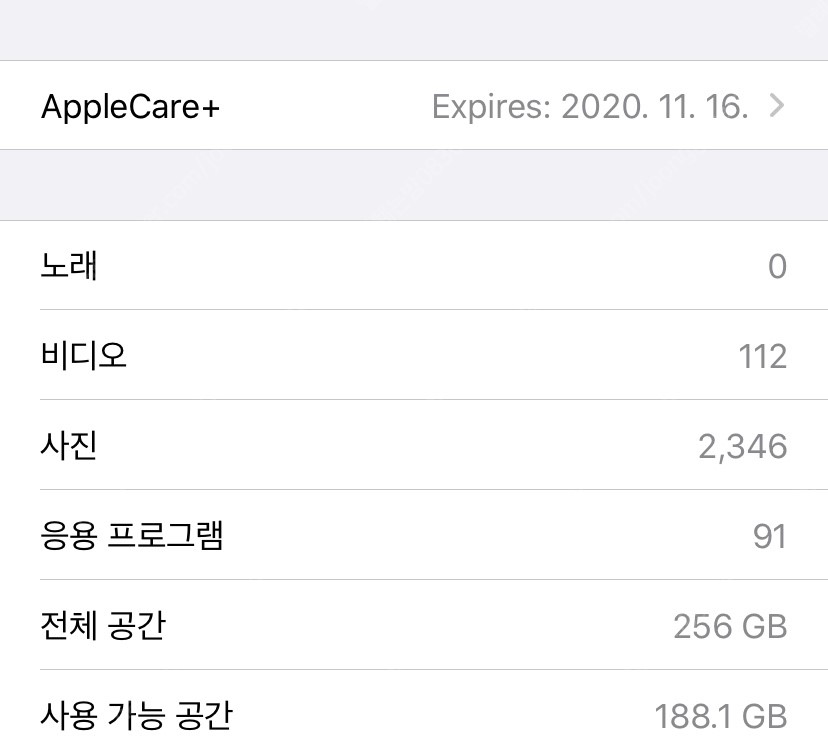 AppleCare+ Expires: 2020. 11. 16.
노래 0
비디오 112
사진 2,346
응용 프로그램 91
전체 공간 256 GB
사용 가능 공간 188.1 GB